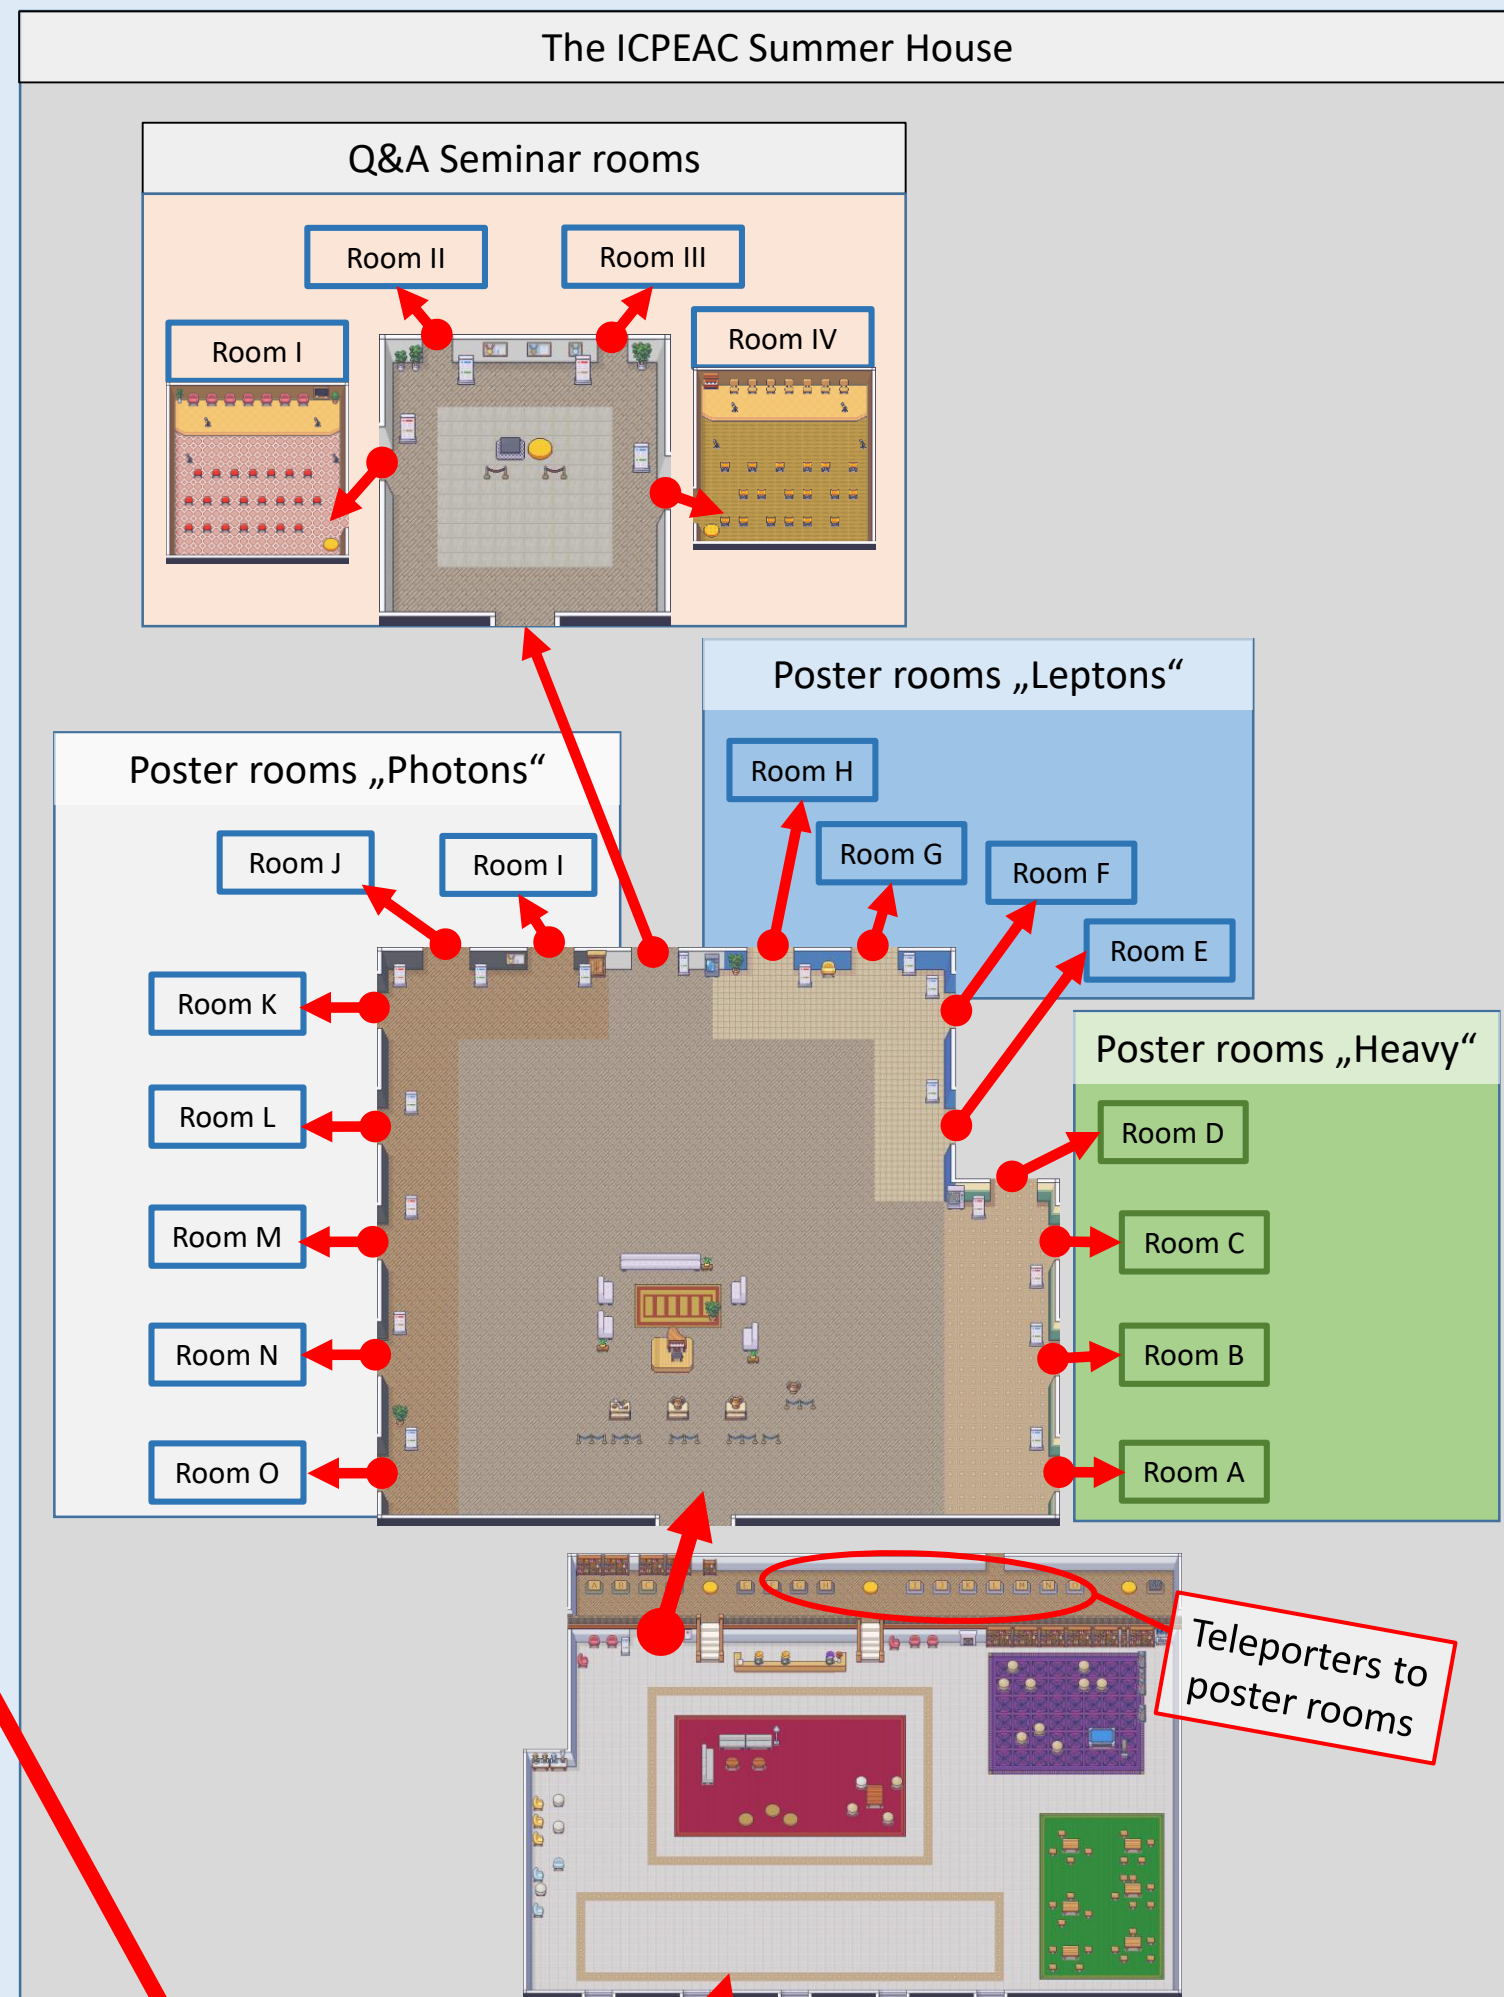 The ICPEAC Summer House
Q&A Seminar rooms
Room II
Room III
Room I
Room IV
Poster rooms „Leptons“
Poster rooms „Photons“
Room H
Room J
Room I
Room G
Room F
Room E
Room K
Poster rooms „Heavy“
Room L
Room D
Room M
Room C
Room N
Room B
Room O
Room A
Teleporters to
poster rooms